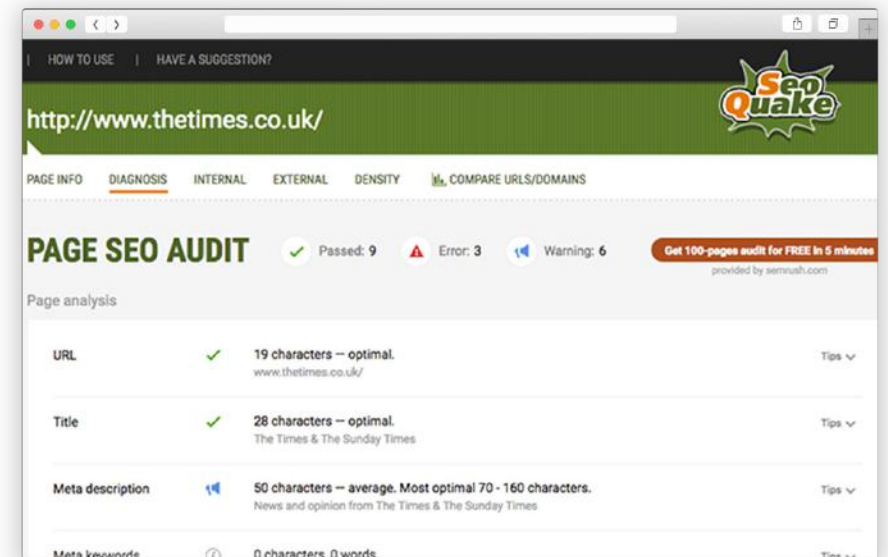 | HOW TO USE | HAVE A SUGGESTION?
Seo
Quake
http://www.thetimes.co.uk/
PAGE INFO DIAGNOSIS INTERNAL EXTERNAL DENSITY COMPARE URLS/DOMAINS
PAGE SEO AUDIT Passed: 9 Error: 3 Warning: 6 Get 100-pages audit for FREE in 5 minutes
provided by semrush.com
Page analysis
URL 19 characters — optimal. Tips
www.thetimes.co.uk/
Title 28 characters — optimal. Tips
The Times & The Sunday Times
Meta description 50 characters — average. Most optimal 70 - 160 characters. Tips
News and opinion from The Times & The Sunday Times
Meta keywords 0 characters, 0 words Tips